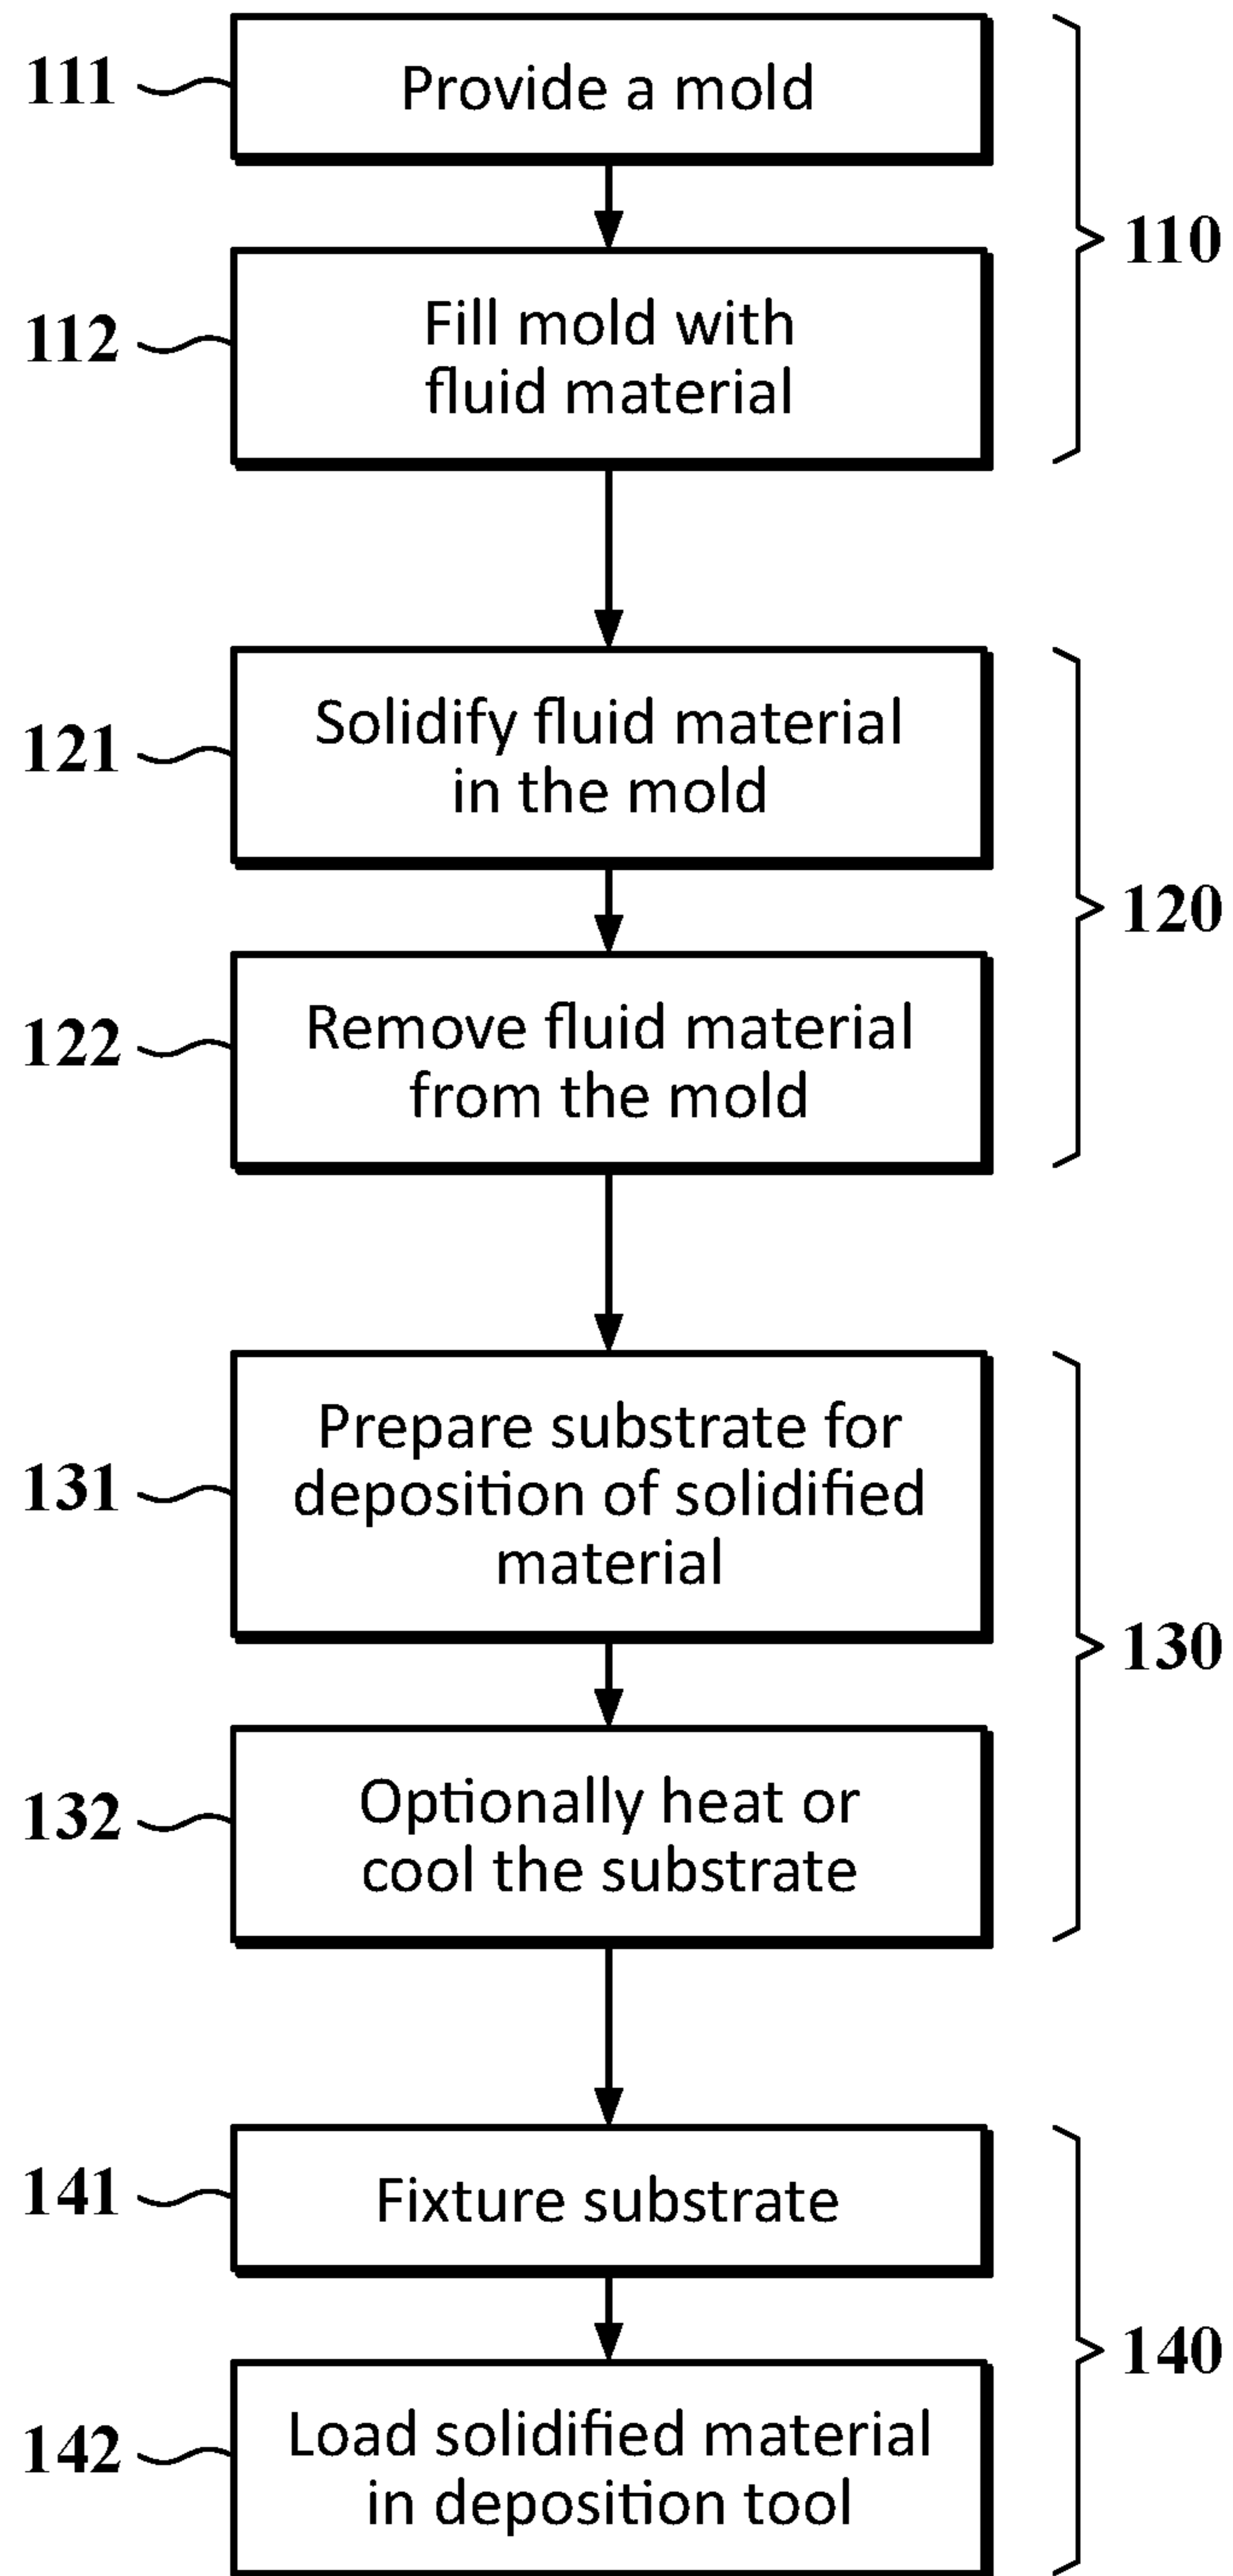 111
Provide a mold
110
112
Fill mold with
fluid material
121
Solidify fluid material
in the mold
120
122
Remove fluid material
from the mold
131
Prepare substrate for
deposition of solidified
material
130
132
Optionally heat or
cool the substrate
141
Fixture substrate
140
142
Load solidified material
in deposition tool